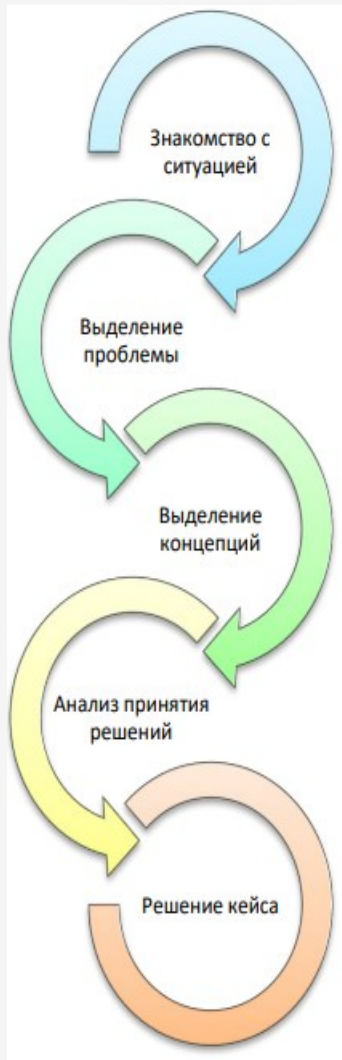 Знакомство с
ситуацией
Выделение
проблемы
Выделение
концепций
Анализ принятия
решений
Решение кейса